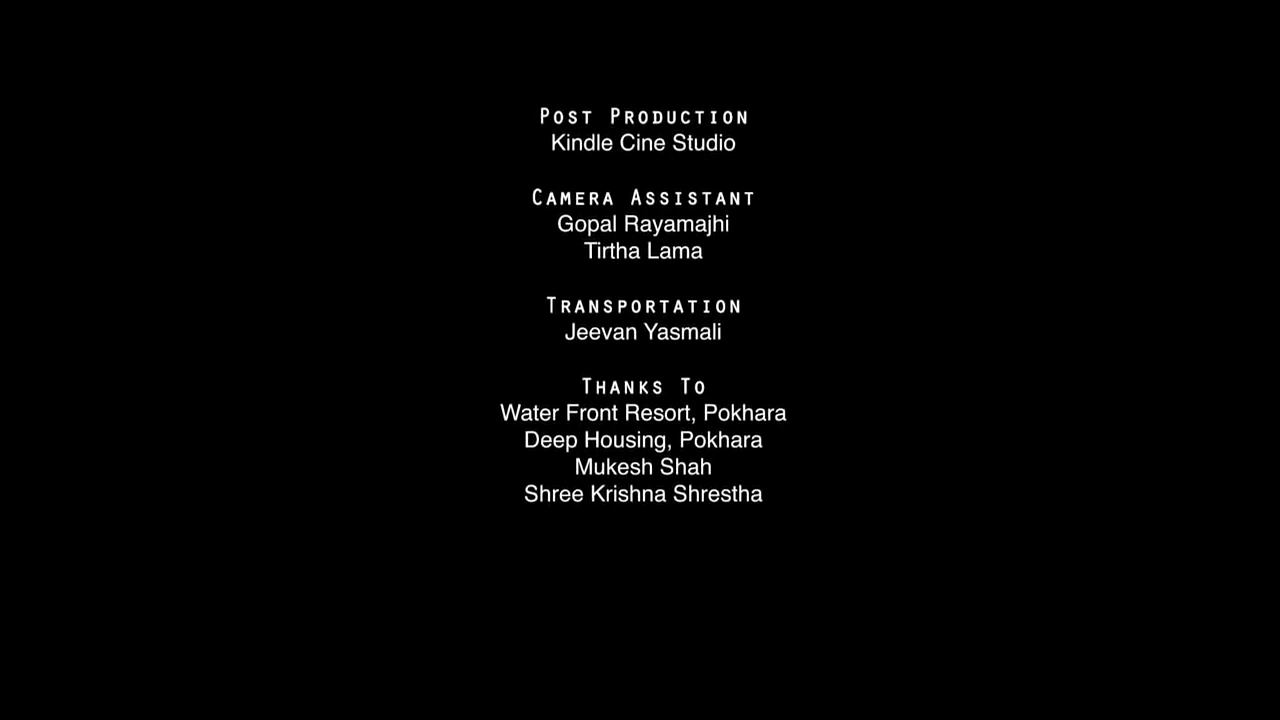 Post Production
Kindle Cine Studio
Camera Assistant
Gopal Rayamajhi
Tirtha Lama
Transportation
Jeevan Yasmali
Thanks To
Water Front Resort, Pokhara
Deep Housing, Pokhara
Mukesh Shah
Shree Krishna Shrestha